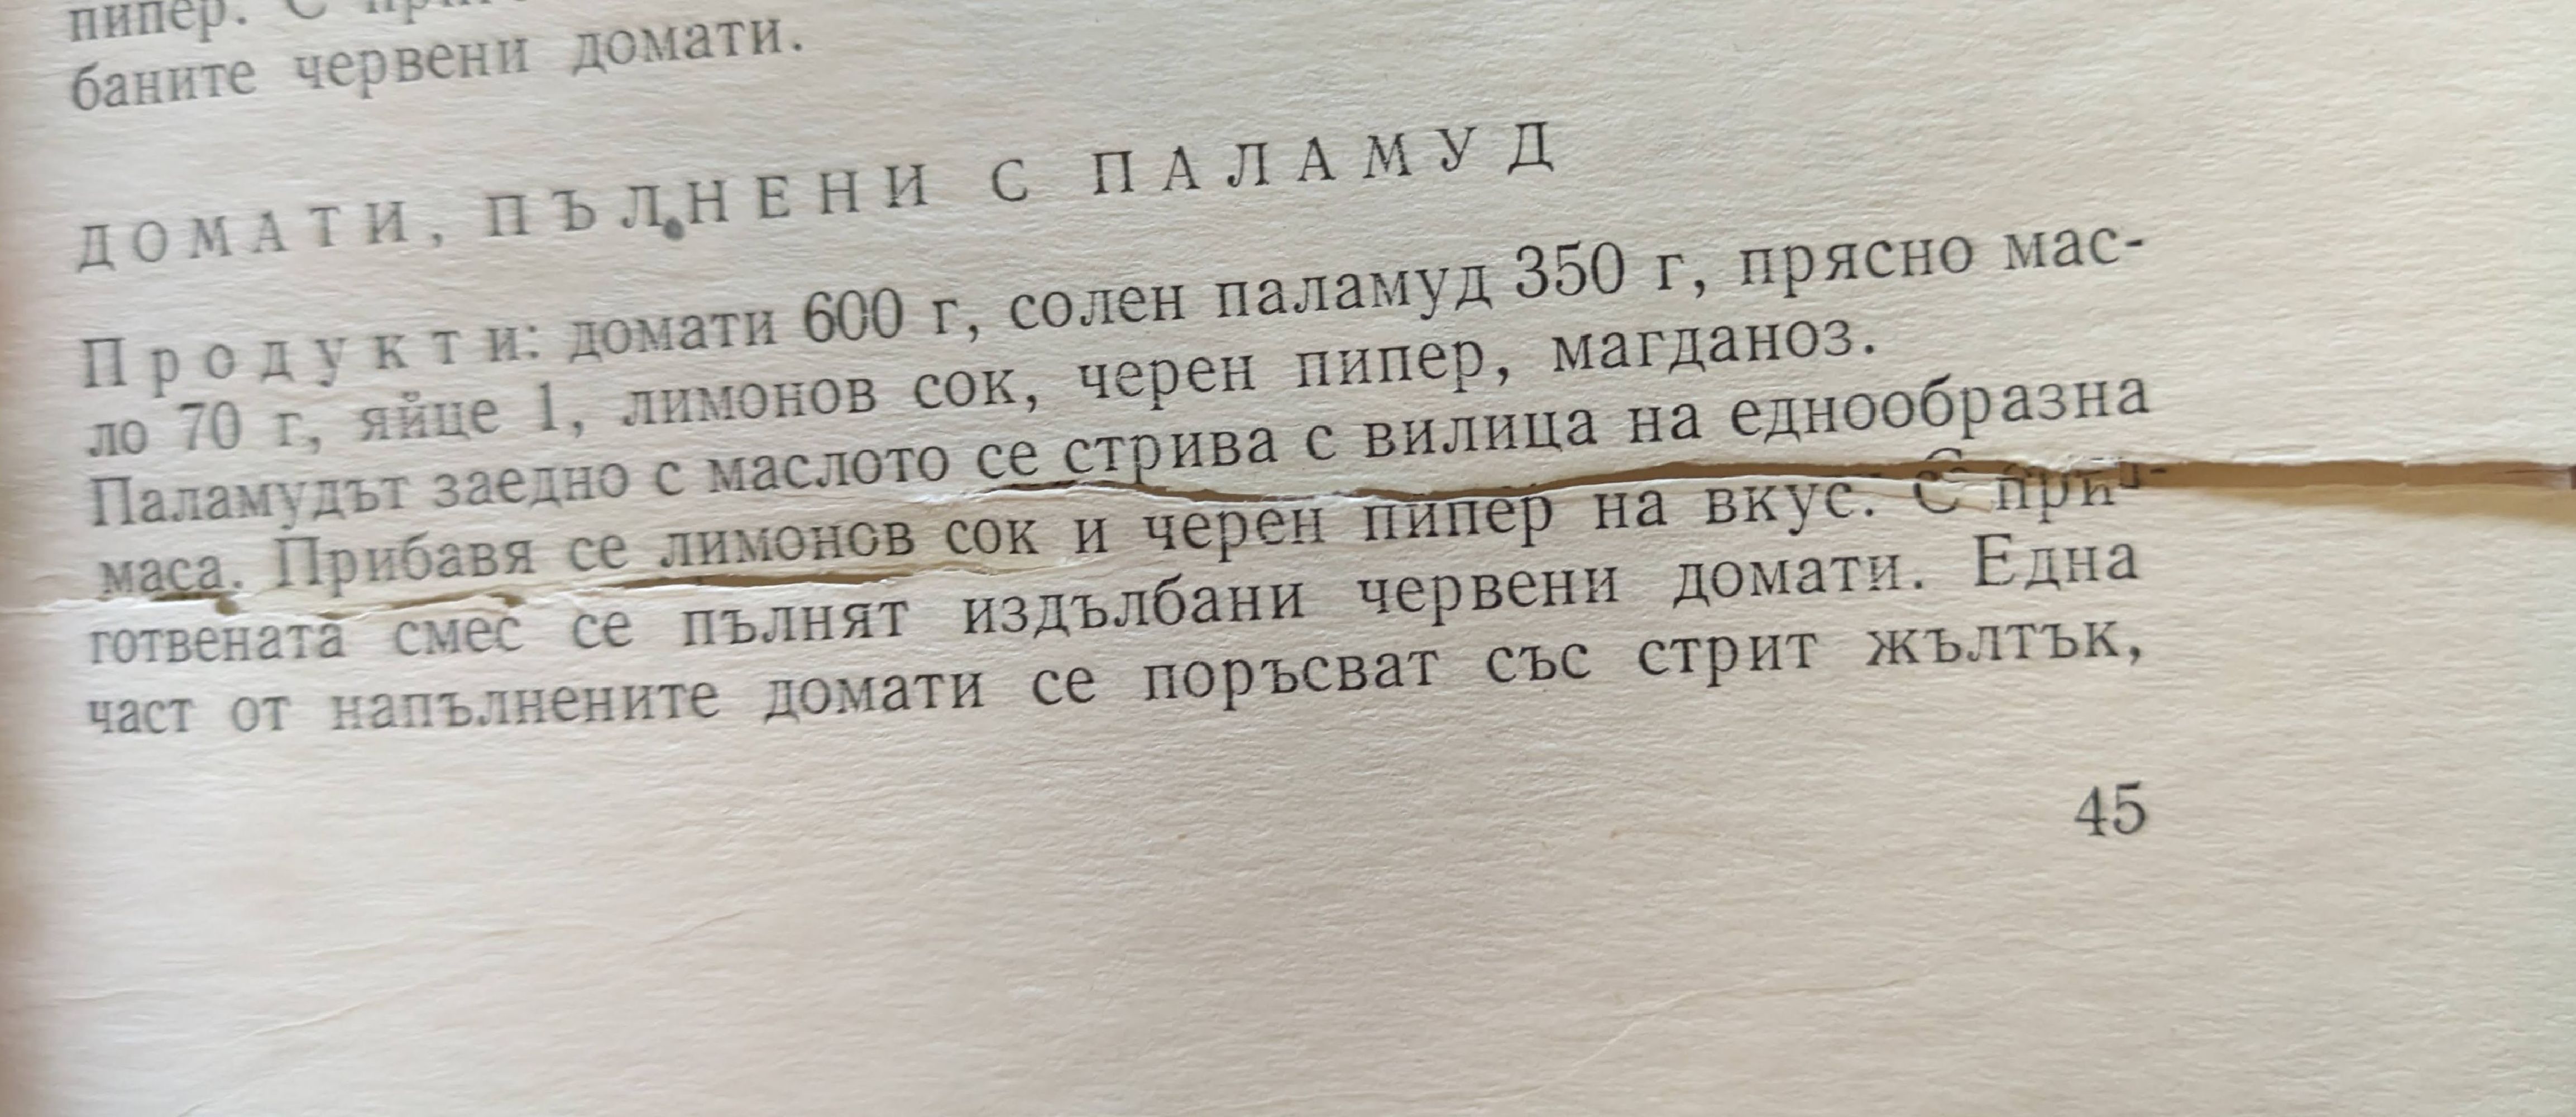 пипер. С
баните червени домати.
ДОМАТИ, ПЪЛНЕНИ С ПАЛАМУД
Продукти: домати 600 г, солен паламуд 350 г, прясно мас-
ло 70 г, яйце 1, лимонов сок, черен пипер, магданоз.
Паламудът заедно с маслото се стрива с вилица на еднообразна
маса. Прибавя се лимонов сок и черен пипер на вкус. С при-
готвената смес се пълнят издълбани червени домати. Една
част от напълнените домати се поръсват със стрит жълтък,
45